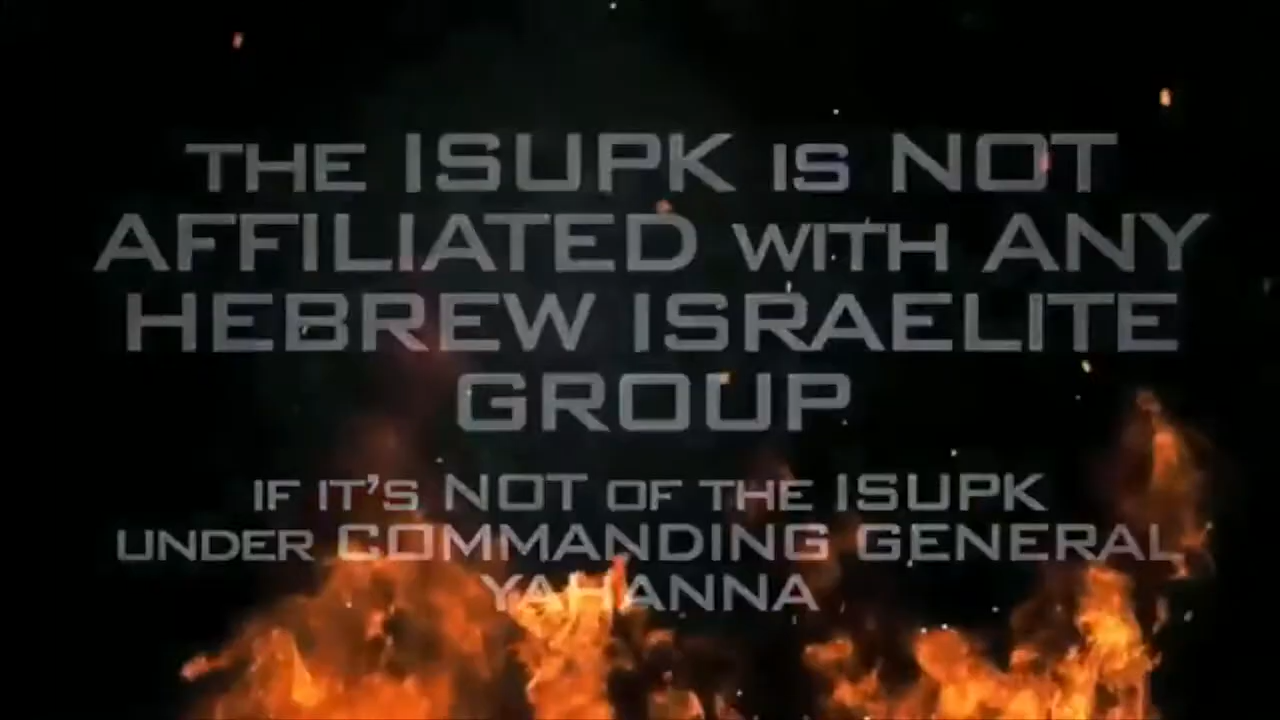 THE ISUPK IS NOT
AFFILIATED WITH ANY
HEBREW ISRAELITE
GROUP
IF IT'S NOT OF THE ISUPK
UNDER COMMANDING GENERAL
YAHANNA